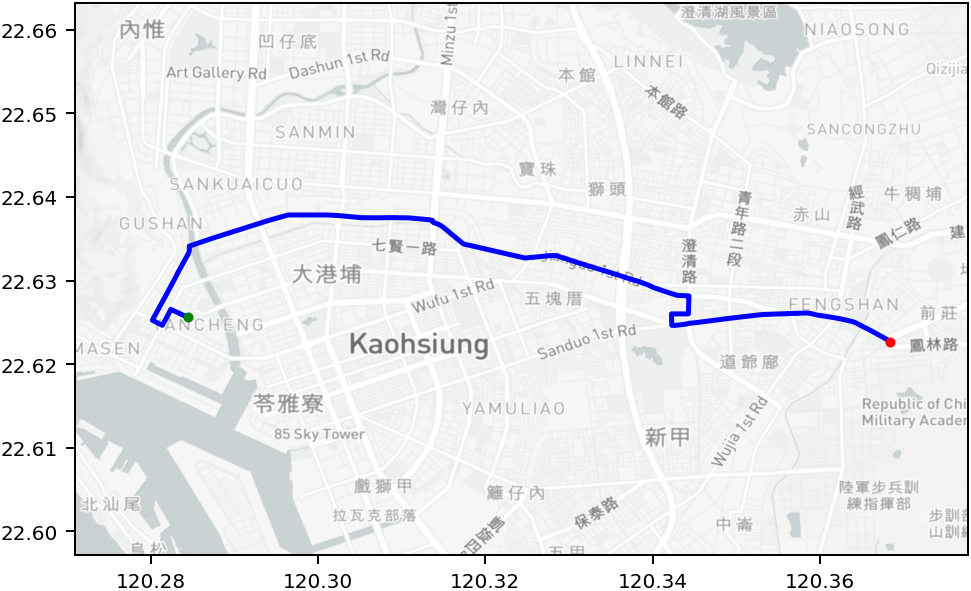 22.66
22.65
22.64
22.63
22.62
22.61
22.60
120.28
120.30
120.32
120.34
120.36
內惟
凹仔底
Minzu 1st
澄清湖風景區
NIAOSONG
Art Gallery Rd
Dashun 1st Rd
本館
LINNEI
本館路
灣仔內
SANMIN
SANCONGZHU
寶珠
獅頭
SANKUAICUO
GUSHAN
青年路二段
經武路
牛稠埔
赤山
鳳仁路
建
七賢一路
澄清路
Jianguo 1st Rd
大港埔
Wufu 1st Rd
五塊厝
FENGSHAN
前莊
YANCHENG
Sanduo 1st Rd
Kaohsiung
鳳林路
道爺廍
苓雅寮
YAMULIAO
Wujia 1st Rd
Republic of Chi
Military Acader
85 Sky Tower
新甲
戲獅甲
籬仔內
陸軍步兵訓
練指揮部
北汕尾
拉瓦克部落
保泰路
中崙
步訓部
山訓練
五甲